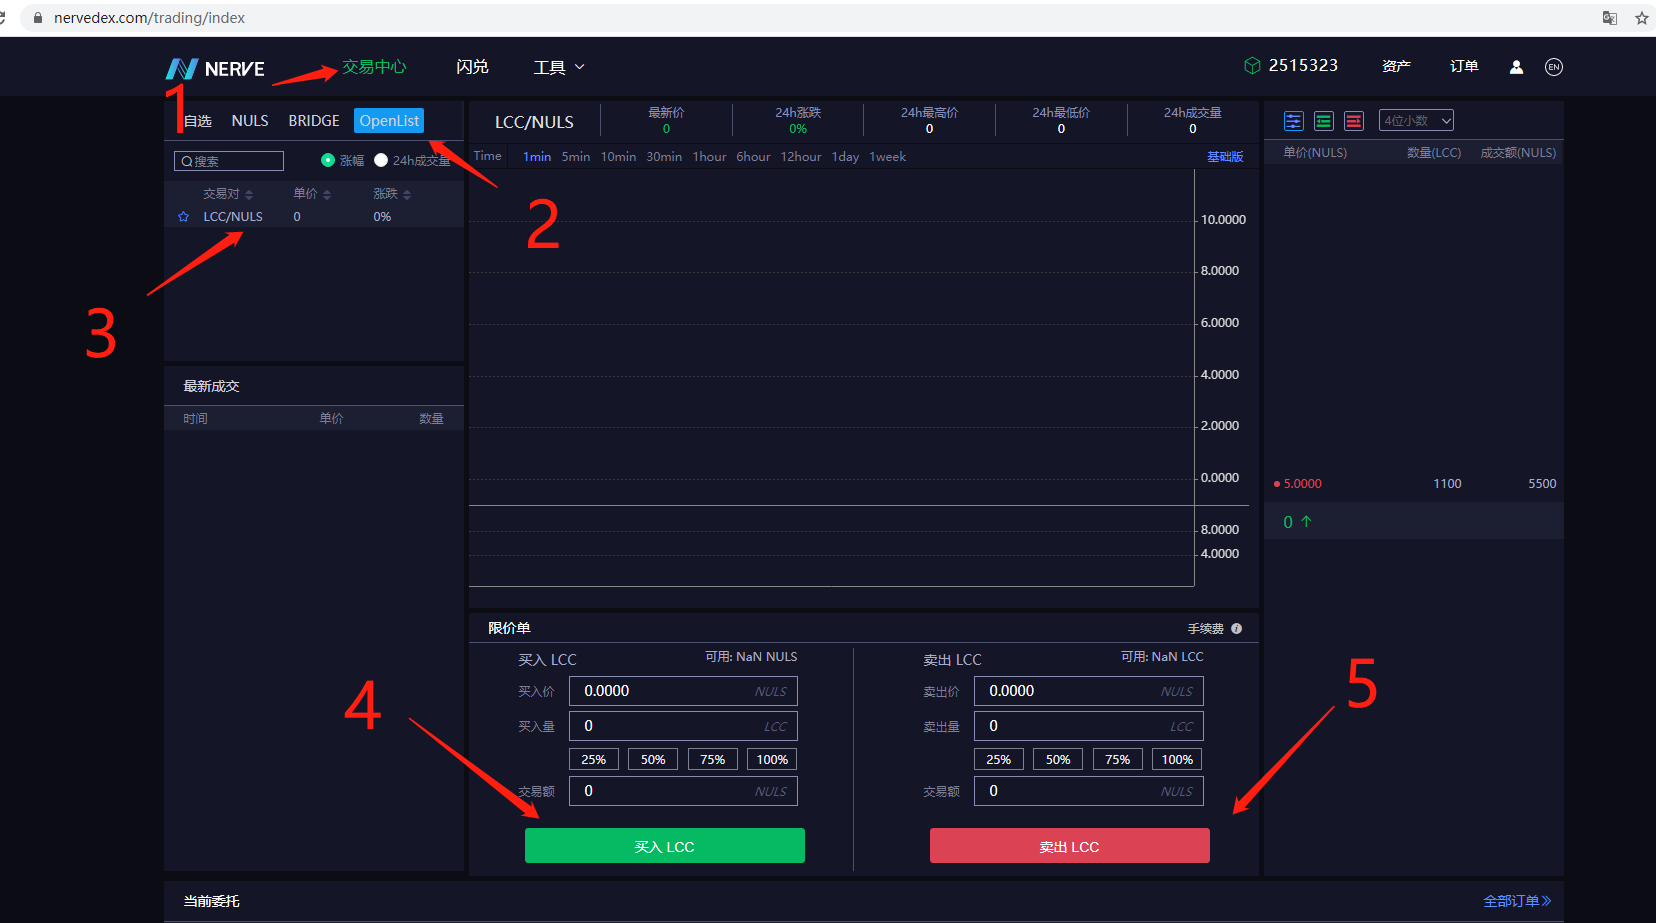 nervedex.com/trading/index
NERVE 交易中心 闪兑 工具 2515323 资产 订单 EN
1
自选 NULS BRIDGE OpenList
搜索 涨幅 24h成交量
交易对 单价 涨跌
LCC/NULS 0 0%
2
3
最新成交
时间 单价 数量
LCC/NULS
最新价 24h涨跌 24h最高价 24h最低价 24h成交量
0 0% 0 0 0
Time 1min 5min 10min 30min 1hour 6hour 12hour 1day 1week 基础版
10.0000
8.0000
6.0000
4.0000
2.0000
0.0000
8.0000
4.0000
4位小数
单价(NULS) 数量(LCC) 成交额(NULS)
5.0000 1100 5500
0 ↑
限价单 手续费
买入 LCC 可用: NaN NULS
买入价 0.0000 NULS
买入量 0 LCC
25% 50% 75% 100%
交易额 0 NULS
买入 LCC
4
卖出 LCC 可用: NaN LCC
卖出价 0.0000 NULS
卖出量 0 LCC
25% 50% 75% 100%
交易额 0 NULS
卖出 LCC
5
当前委托 全部订单